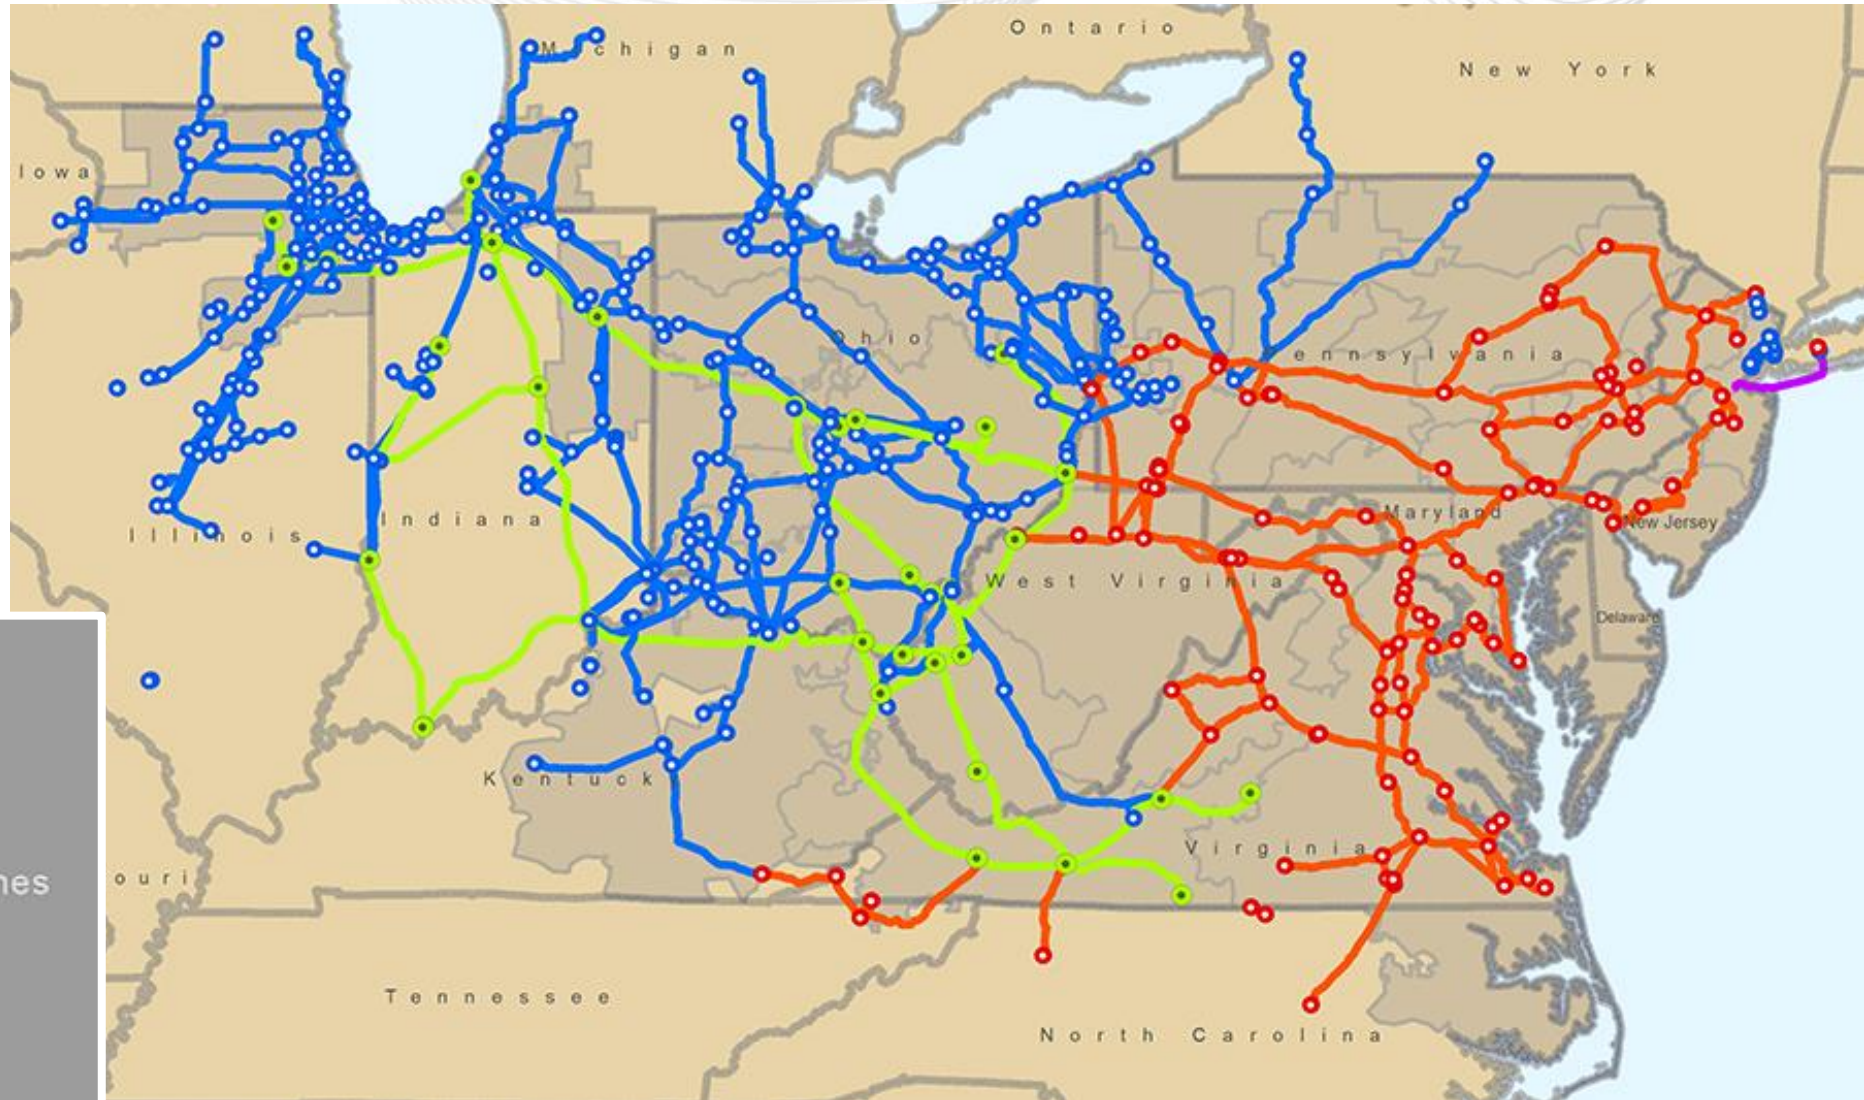 Ontario
Michigan
New York
Iowa
Ohio
ennsylvania
Illinois
Indiana
Maryland
New Jersey
West Virginia
Delaware
Kentuck
Virginia
nes
ouri
Tennessee
North Carolina